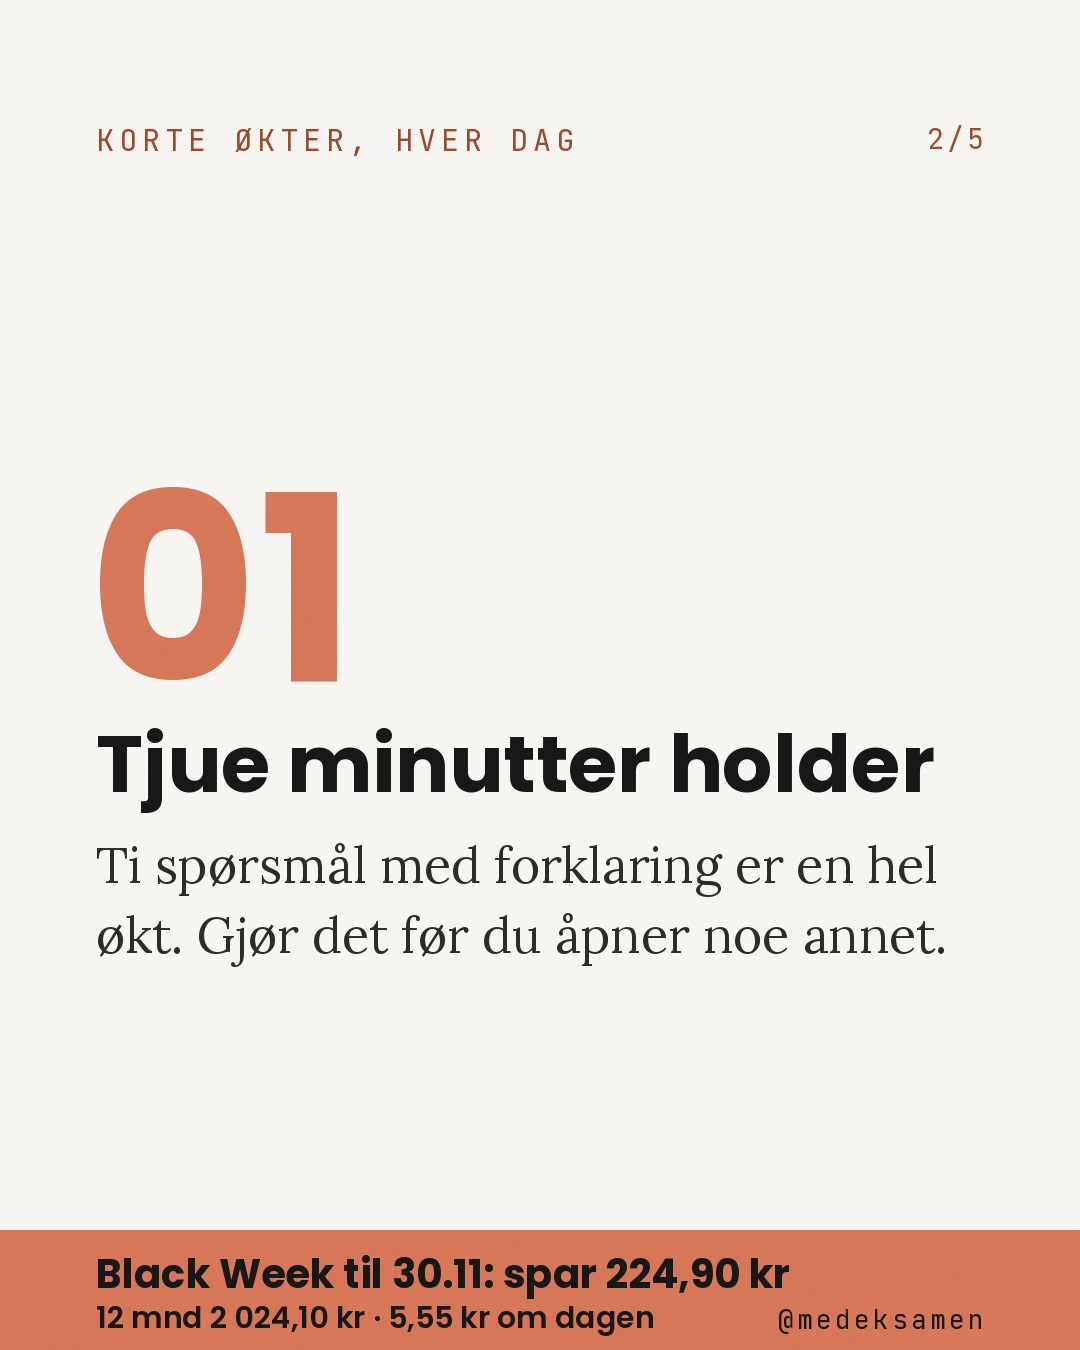 KORTE ØKTER, HVER DAG
2/5
01
Tjue minutter holder
Ti spørsmål med forklaring er en hel
økt. Gjør det før du åpner noe annet.
Black Week til 30.11: spar 224,90 kr
12 mnd 2 024,10 kr · 5,55 kr om dagen
@medeksamen